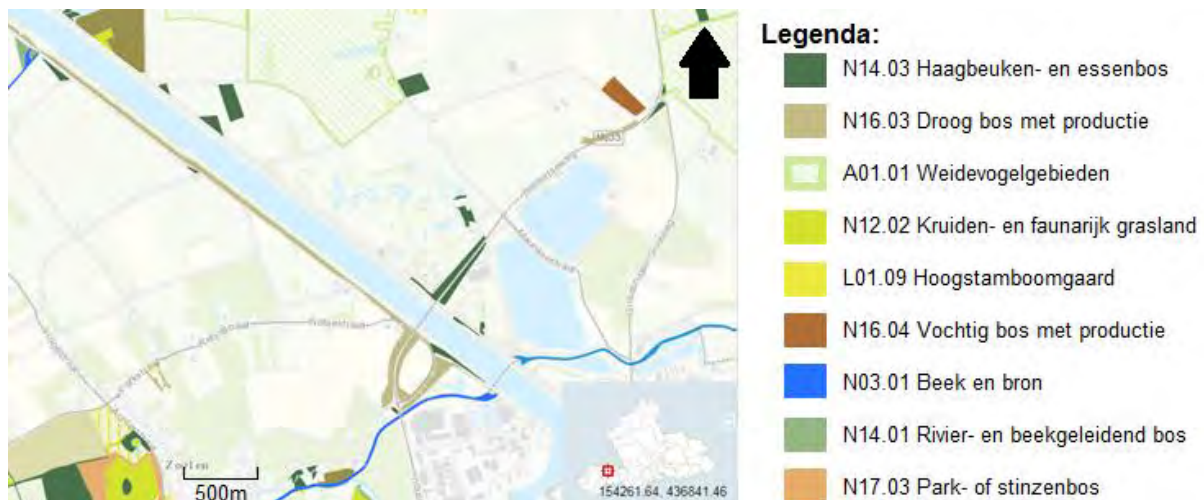 Legenda:
N14.03 Haagbeuken- en essenbos
N16.03 Droog bos met productie
A01.01 Weidevogelgebieden
N12.02 Kruiden- en faunarijk grasland
L01.09 Hoogstamboomgaard
N16.04 Vochtig bos met productie
N03.01 Beek en bron
N14.01 Rivier- en beekgeleidend bos
N17.03 Park- of stinzenbos
Zoelen
500m
154261.64, 436841.46